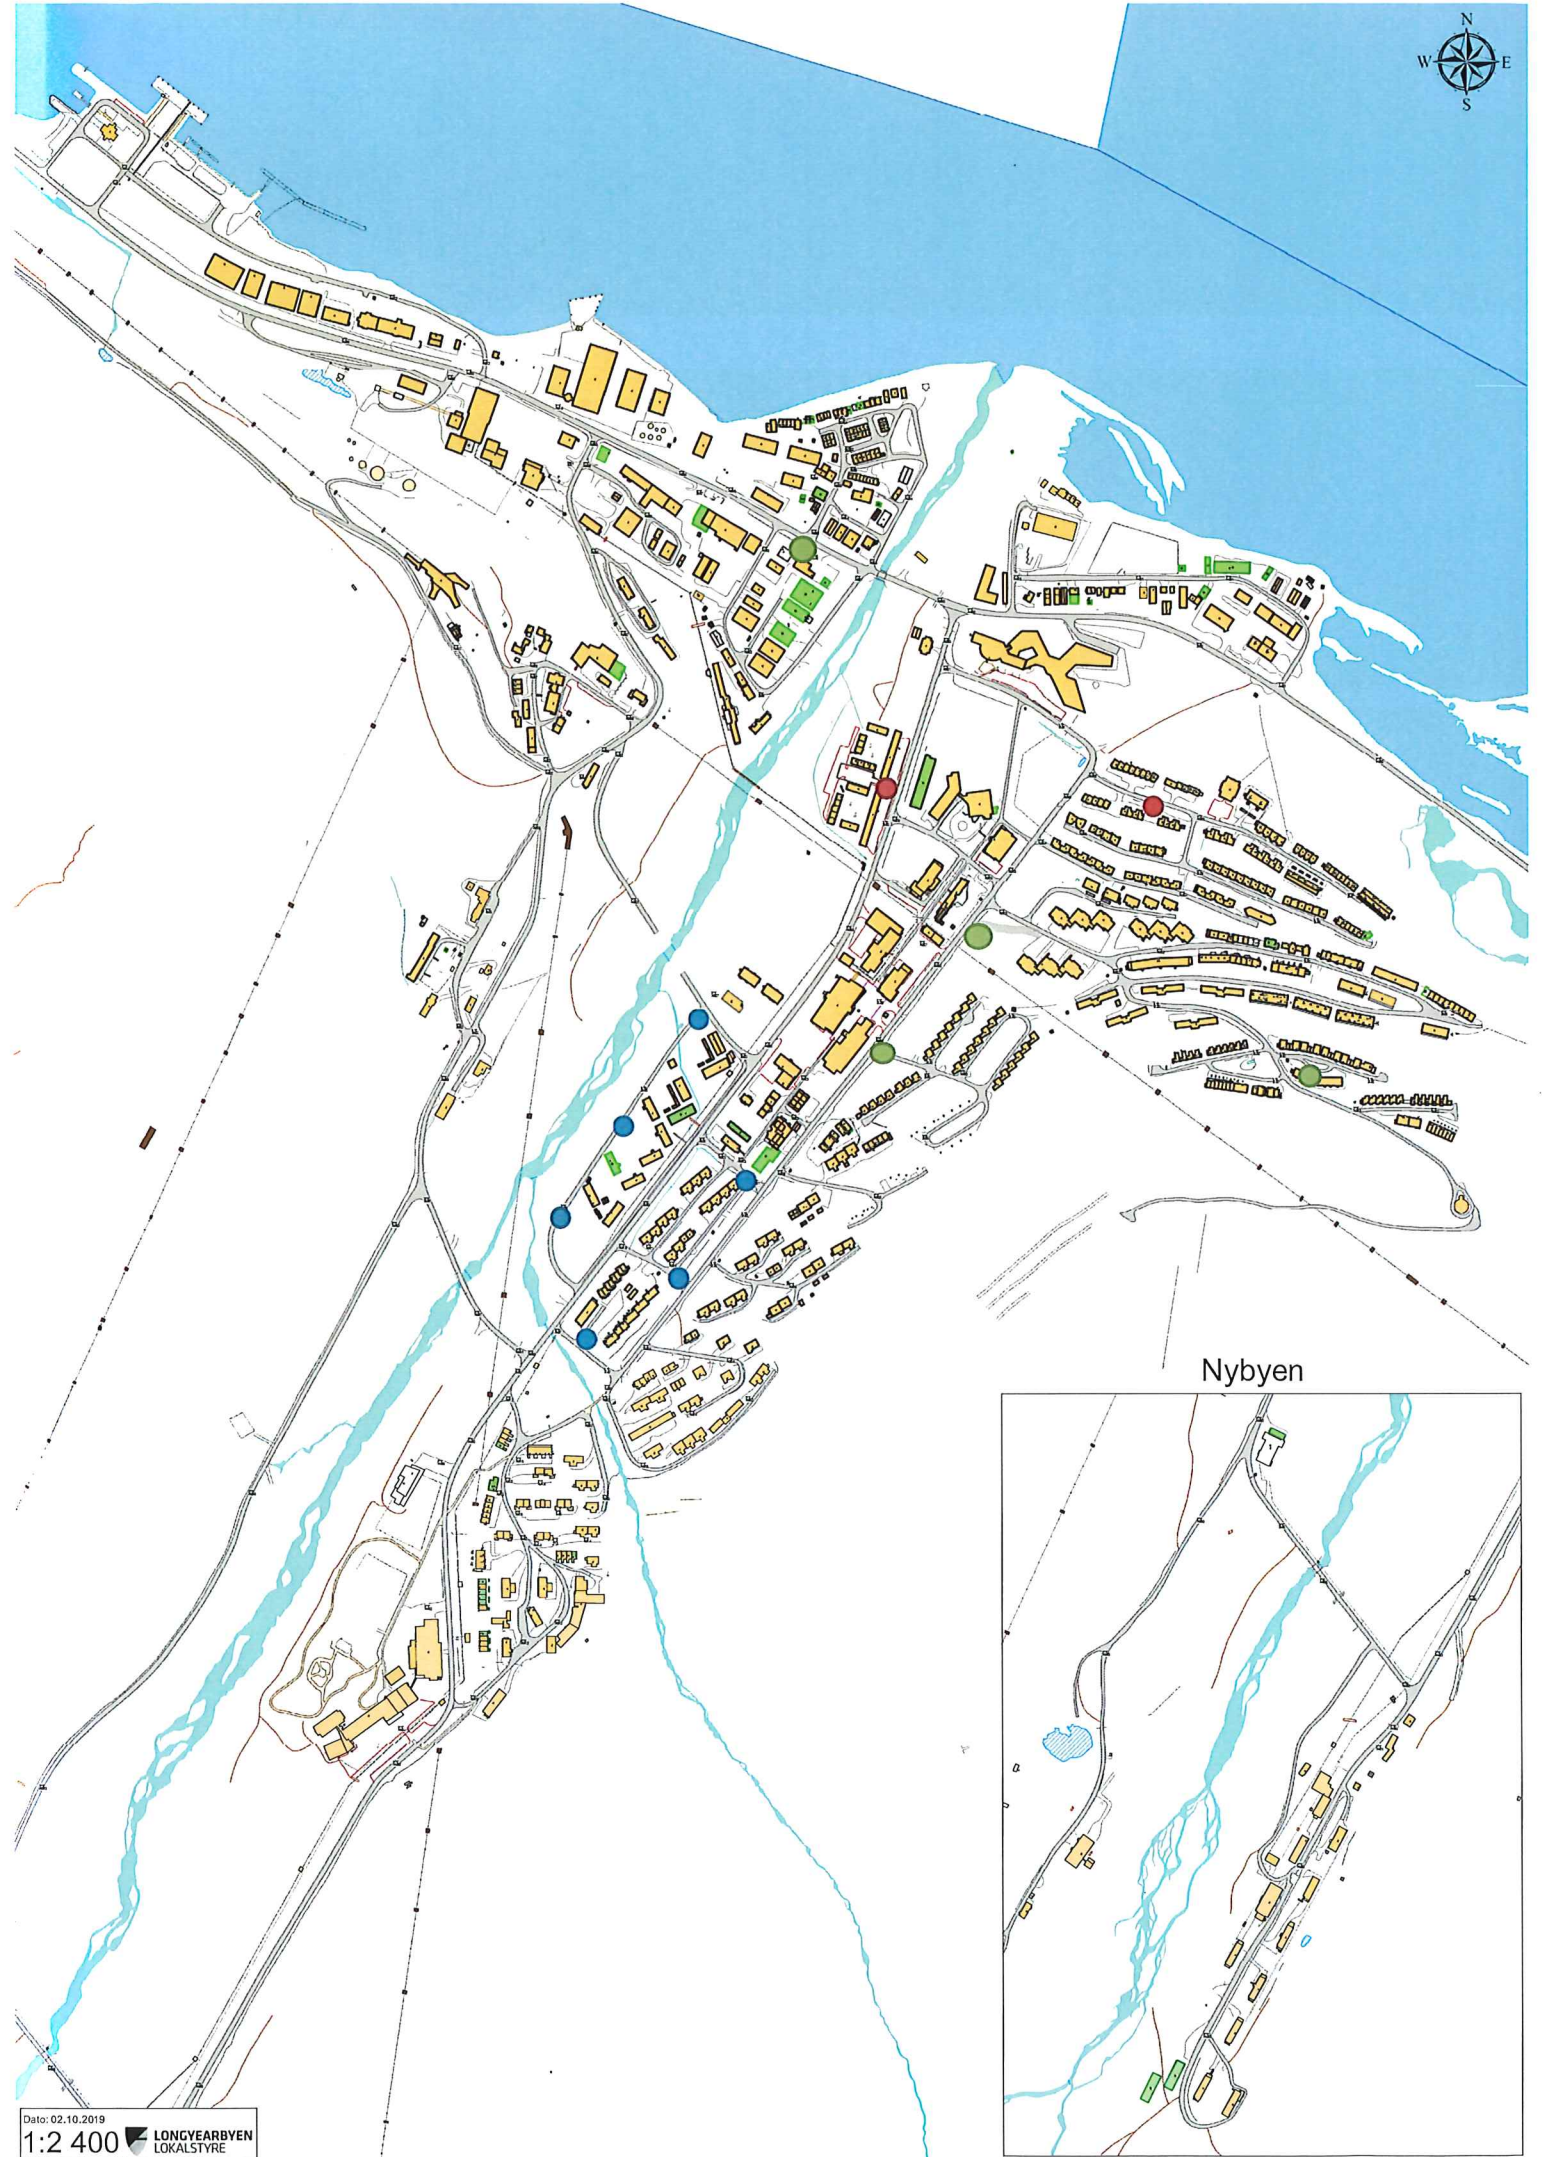 N
W E
S
Nybyen
Dato: 02.10.2019
1:2 400
LONGYEARBYEN
LOKALSTYRE